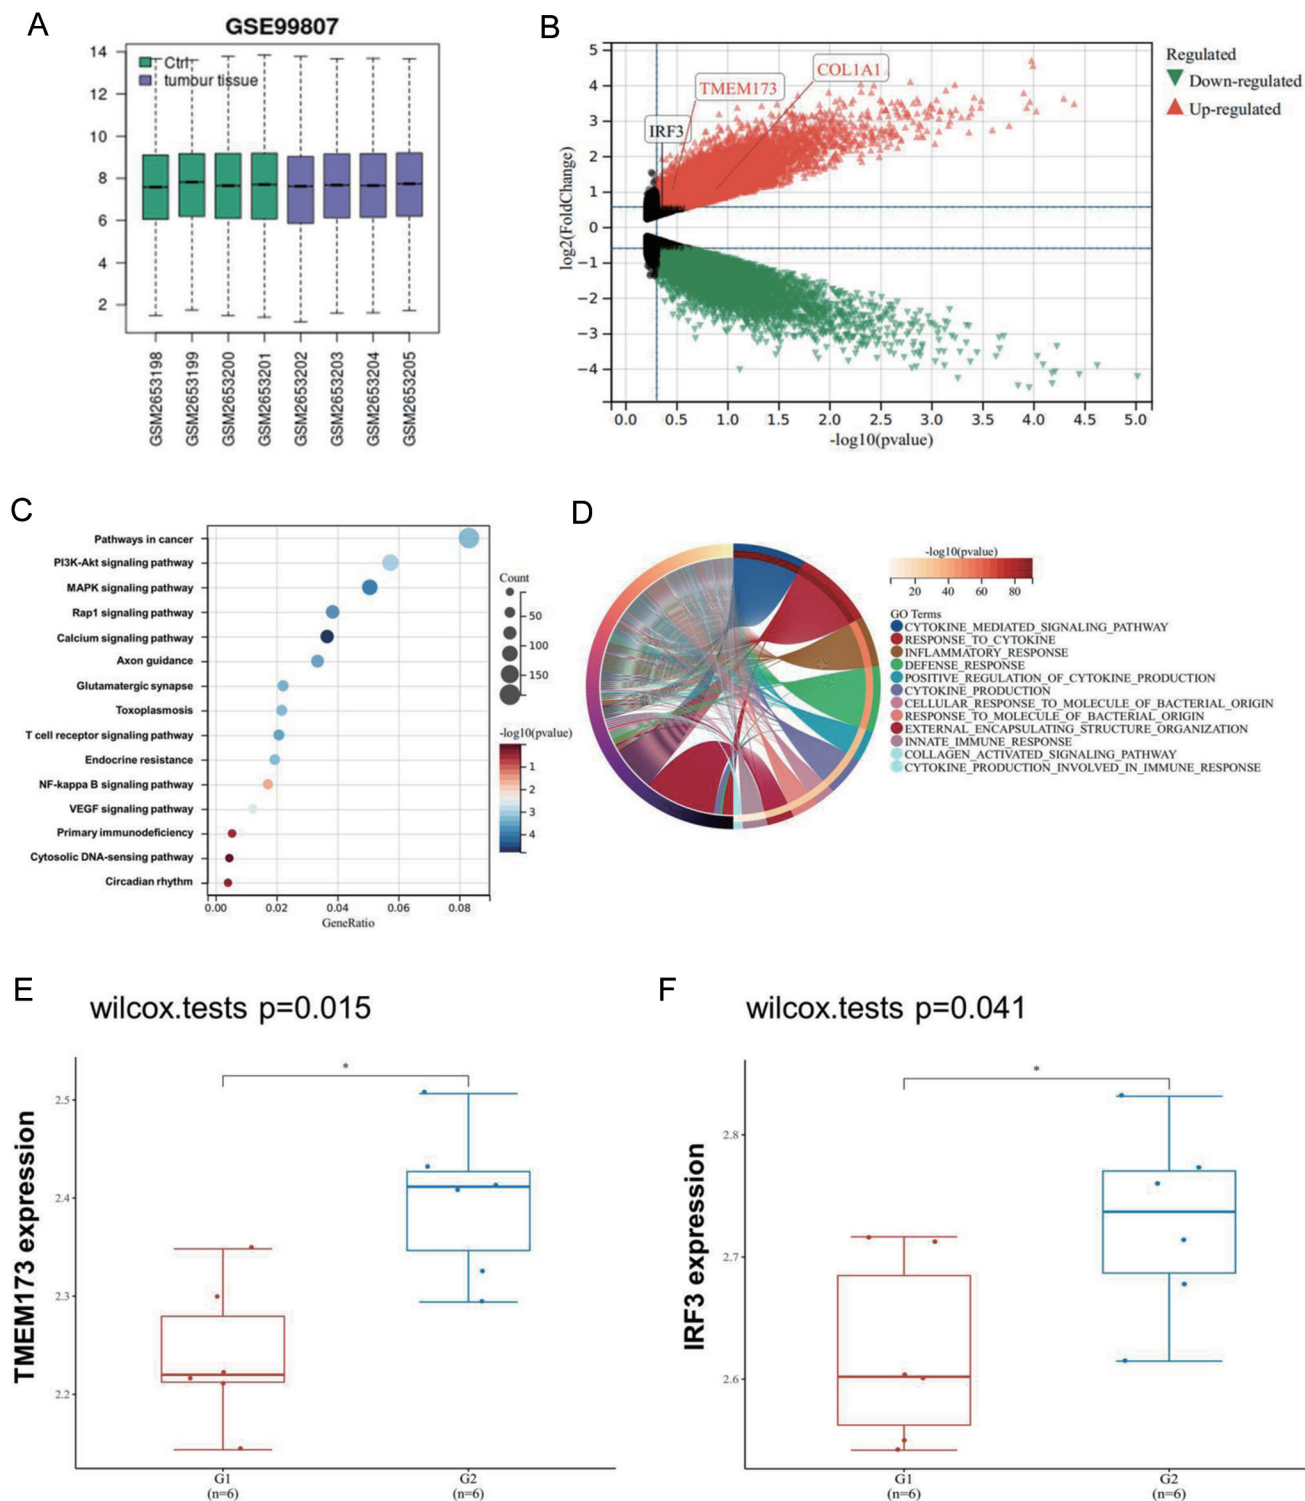 A
GSE99807
Ctrl
tumour tissue
14
12
10
8
6
4
2
GSM2653198
GSM2653199
GSM2653200
GSM2653201
GSM2653202
GSM2653203
GSM2653204
GSM2653205
B
TMEM173
COL1A1
IRF3
log2(FoldChange)
5
4
3
2
1
0
−1
−2
−3
−4
0.0 0.5 1.0 1.5 2.0 2.5 3.0 3.5 4.0 4.5 5.0
-log10(pvalue)
Regulated
Down-regulated
Up-regulated
C
Pathways in cancer
PI3K-Akt signaling pathway
MAPK signaling pathway
Rap1 signaling pathway
Calcium signaling pathway
Axon guidance
Glutamatergic synapse
Toxoplasmosis
T cell receptor signaling pathway
Endocrine resistance
NF-kappa B signaling pathway
VEGF signaling pathway
Primary immunodeficiency
Cytosolic DNA-sensing pathway
Circadian rhythm
0.00 0.02 0.04 0.06 0.08
GeneRatio
Count
50
100
150
-log10(pvalue)
1
2
3
4
D
-log10(pvalue)
20 40 60 80
GO Terms
CYTOKINE_MEDIATED_SIGNALING_PATHWAY
RESPONSE_TO_CYTOKINE
INFLAMMATORY_RESPONSE
DEFENSE_RESPONSE
POSITIVE_REGULATION_OF_CYTOKINE_PRODUCTION
CYTOKINE_PRODUCTION
CELLULAR_RESPONSE_TO_MOLECULE_OF_BACTERIAL_ORIGIN
RESPONSE_TO_MOLECULE_OF_BACTERIAL_ORIGIN
EXTERNAL_ENCAPSULATING_STRUCTURE_ORGANIZATION
INNATE_IMMUNE_RESPONSE
COLLAGEN_ACTIVATED_SIGNALING_PATHWAY
CYTOKINE_PRODUCTION_INVOLVED_IN_IMMUNE_RESPONSE
E
wilcox.tests p=0.015
*
TMEM173 expression
2.5
2.4
2.3
2.2
G1
(n=6)
G2
(n=6)
F
wilcox.tests p=0.041
*
IRF3 expression
2.8
2.7
2.6
G1
(n=6)
G2
(n=6)